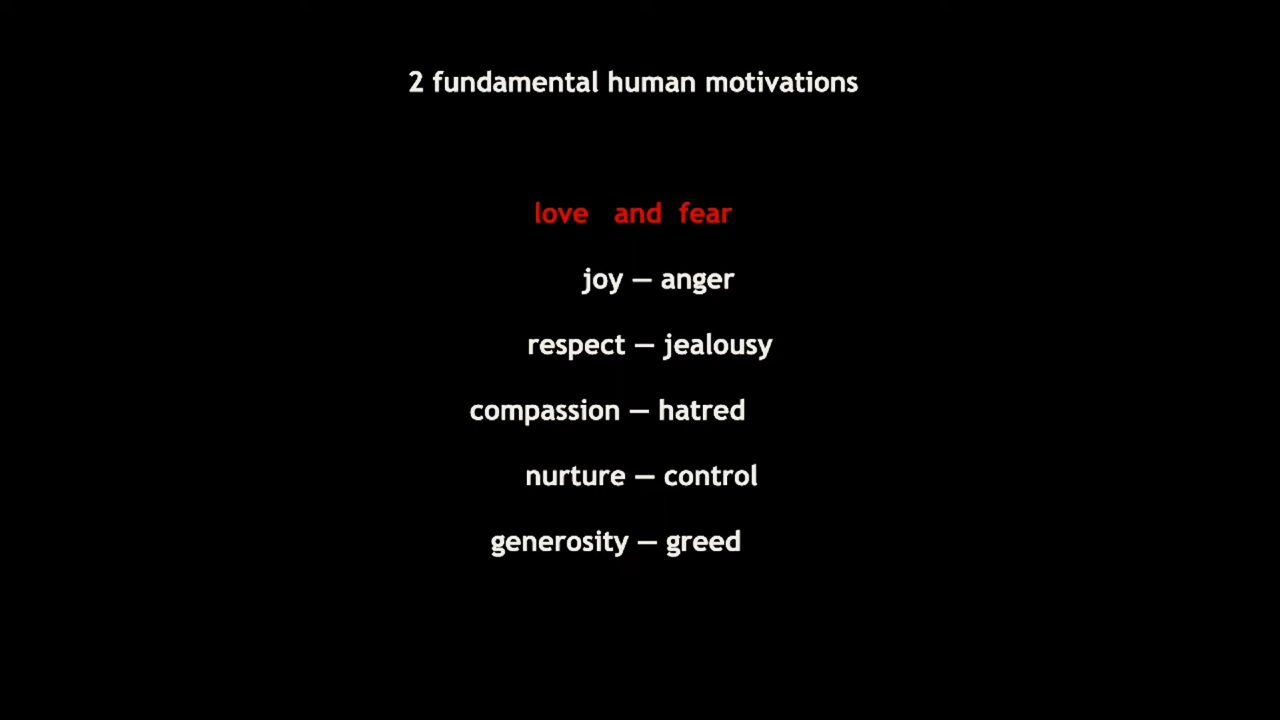 2 fundamental human motivations
love and fear
joy — anger
respect — jealousy
compassion — hatred
nurture — control
generosity — greed